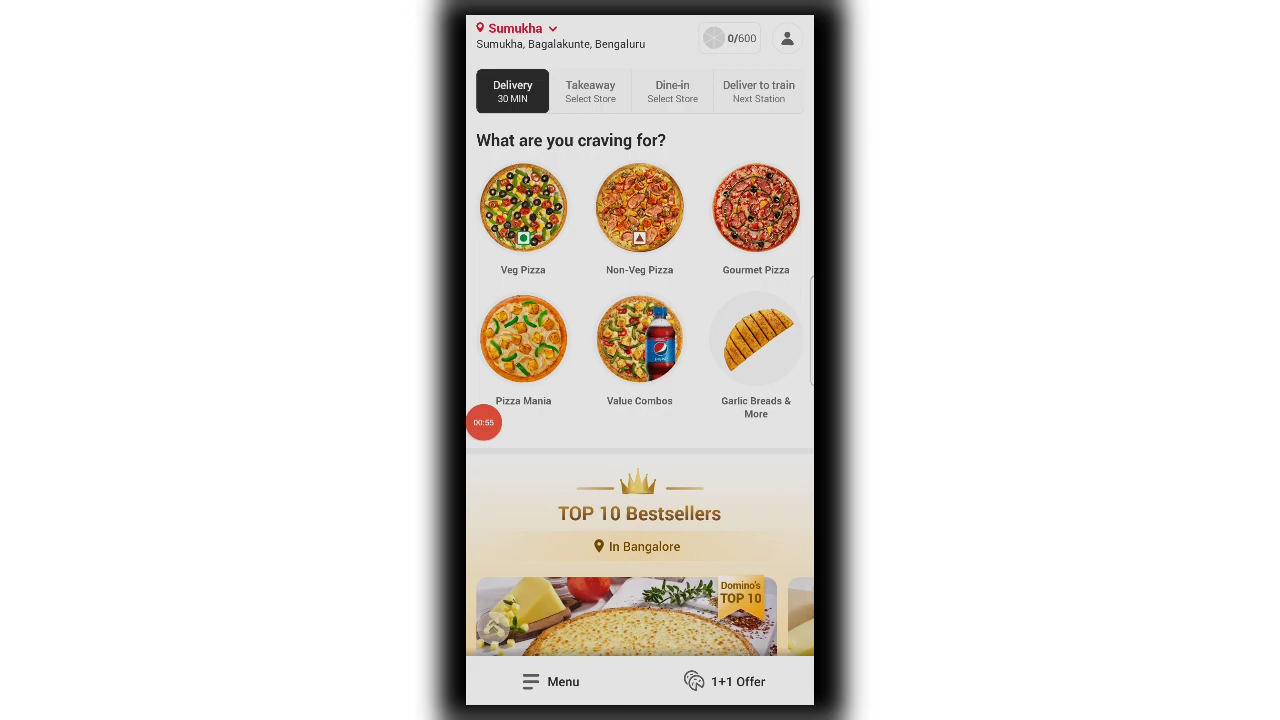 Sumukha
Sumukha, Bagalakunte, Bengaluru
0/600
Delivery
30 MIN
Takeaway
Select Store
Dine-in
Select Store
Deliver to train
Next Station
What are you craving for?
Veg Pizza
Non-Veg Pizza
Gourmet Pizza
Pizza Mania
Value Combos
Garlic Breads &
More
00:55
TOP 10 Bestsellers
In Bangalore
Domino's
TOP 10
Menu
1+1 Offer